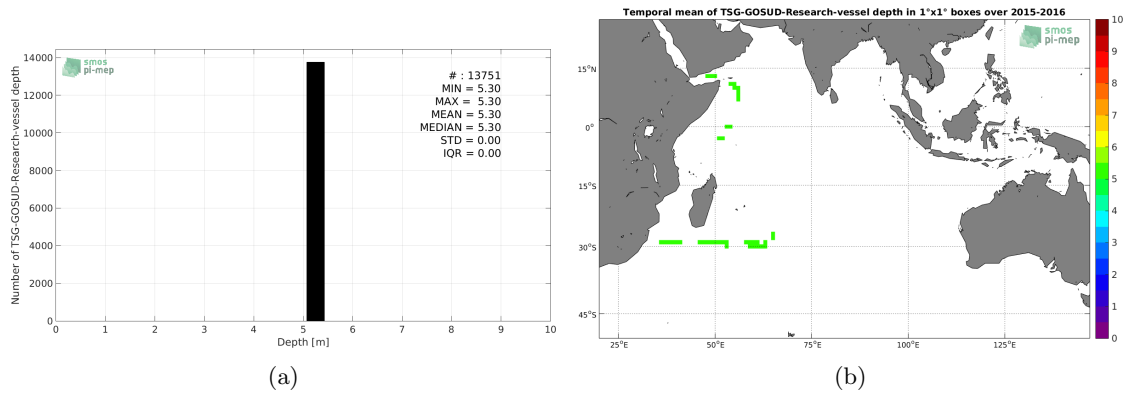 smos
pi-mep
# : 13751
MIN = 5.30
MAX = 5.30
MEAN = 5.30
MEDIAN = 5.30
STD = 0.00
IQR = 0.00
Number of TSG-GOSUD-Research-vessel depth
14000
12000
10000
8000
6000
4000
2000
0
0 1 2 3 4 5 6 7 8 9 10
Depth [m]
(a)
Temporal mean of TSG-GOSUD-Research-vessel depth in 1°x1° boxes over 2015-2016
smos
pi-mep
15°N
0°
15°S
30°S
45°S
25°E 50°E 75°E 100°E 125°E
10
9
8
7
6
5
4
3
2
1
0
(b)